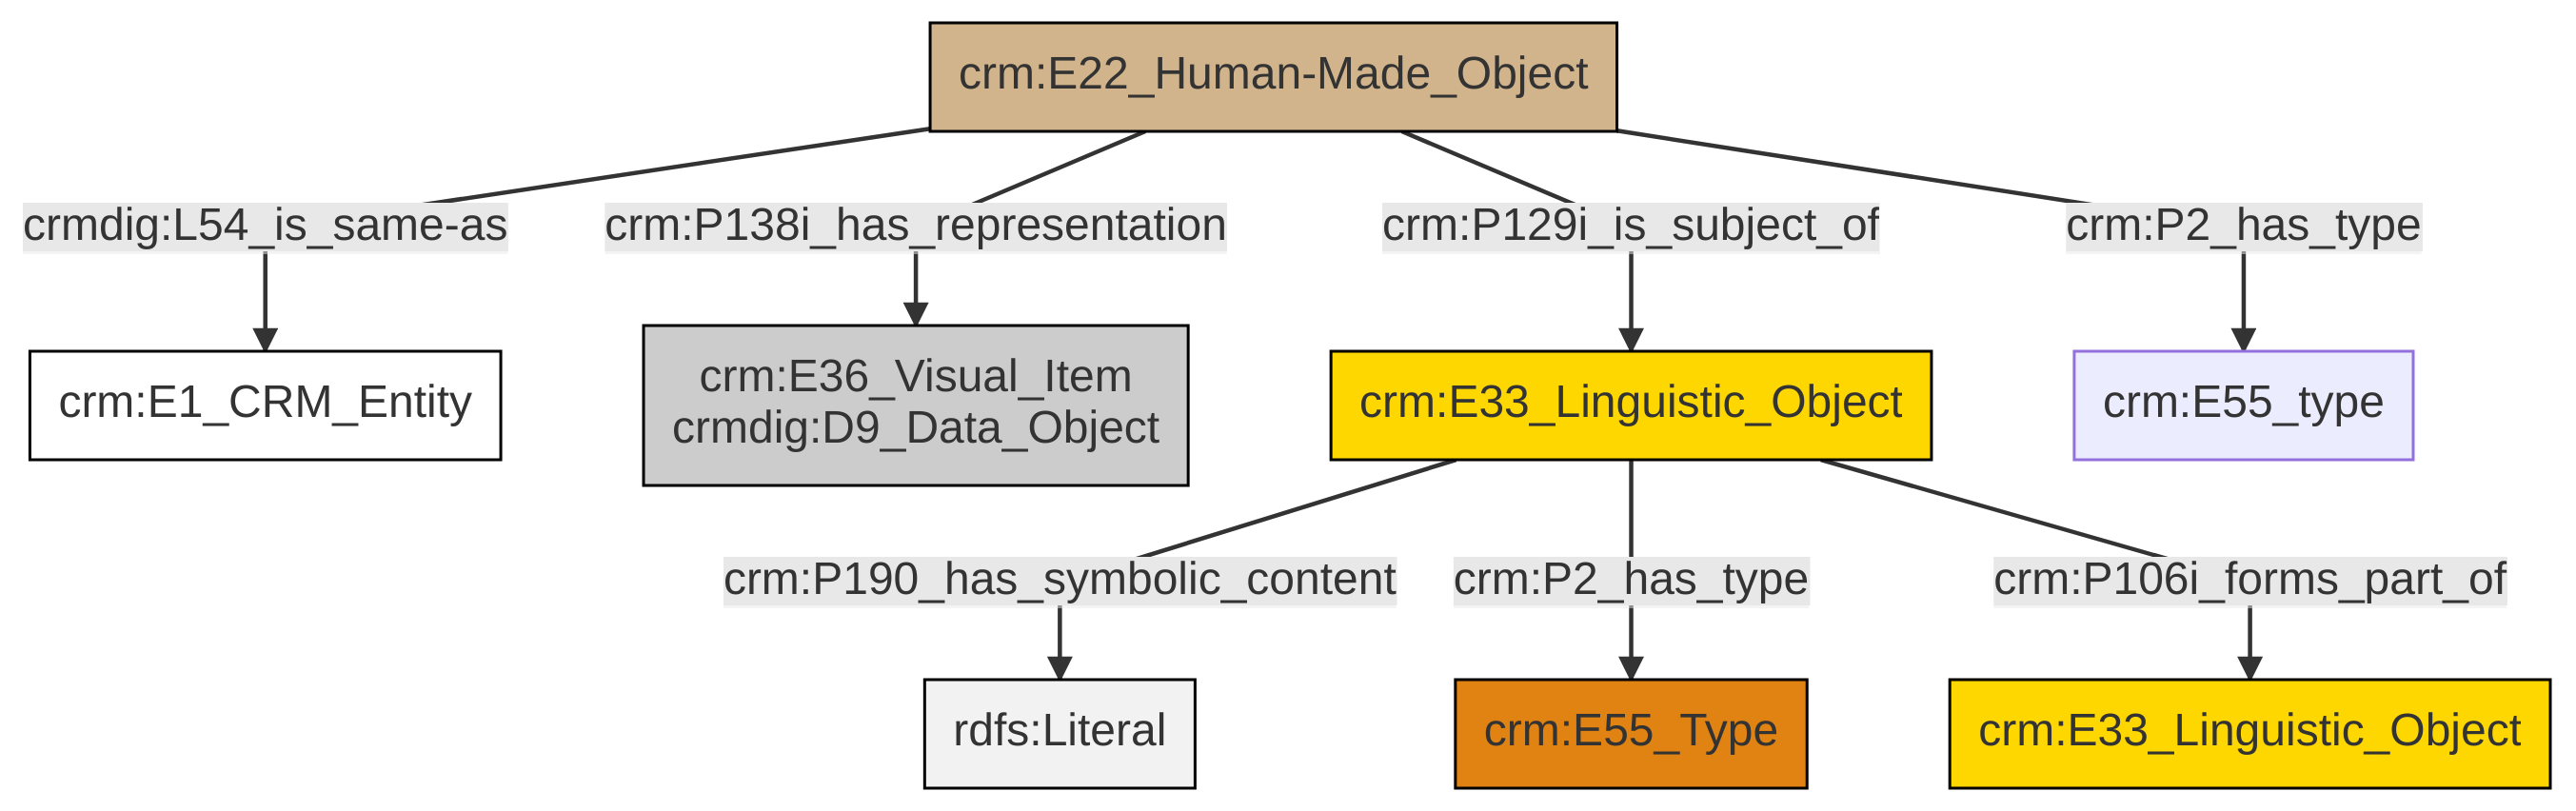 crm:E22_Human-Made_Object
crmdig:L54_is_same-as
crm:P138i_has_representation
crm:P129i_is_subject_of
crm:P2_has_type
crm:E1_CRM_Entity
crm:E36_Visual_Item
crmdig:D9_Data_Object
crm:E33_Linguistic_Object
crm:E55_type
crm:P190_has_symbolic_content
crm:P2_has_type
crm:P106i_forms_part_of
rdfs:Literal
crm:E55_Type
crm:E33_Linguistic_Object